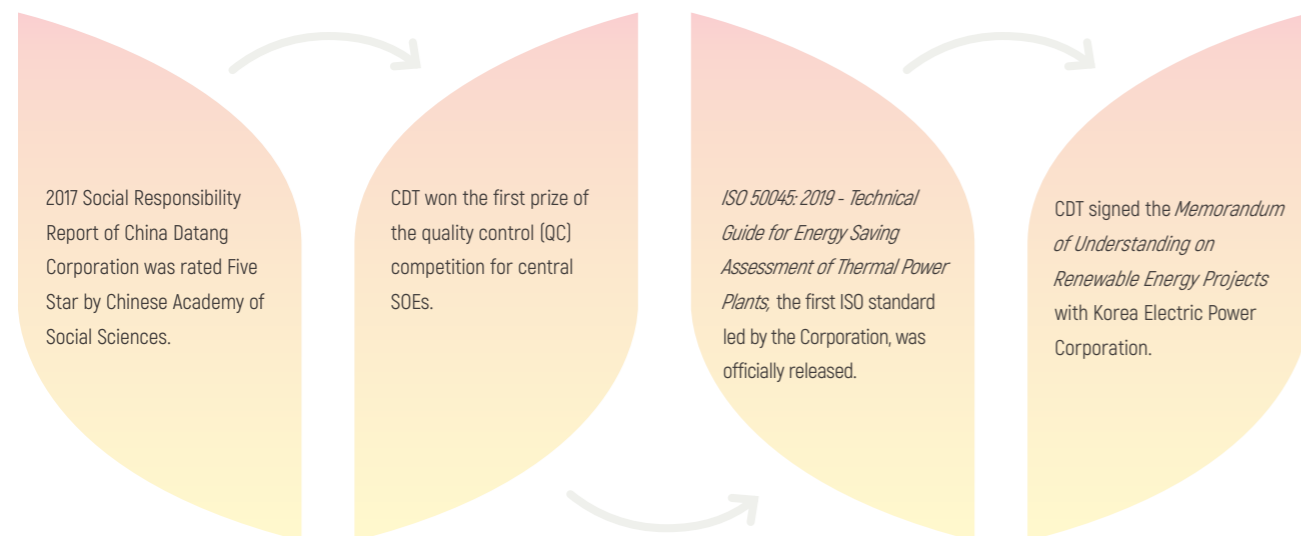 2017 Social Responsibility
Report of China Datang
Corporation was rated Five
Star by Chinese Academy of
Social Sciences.
CDT won the first prize of
the quality control (QC)
competition for central
SOEs.
ISO 50045: 2019 - Technical
Guide for Energy Saving
Assessment of Thermal Power
Plants, the first ISO standard
led by the Corporation, was
officially released.
CDT signed the Memorandum
of Understanding on
Renewable Energy Projects
with Korea Electric Power
Corporation.